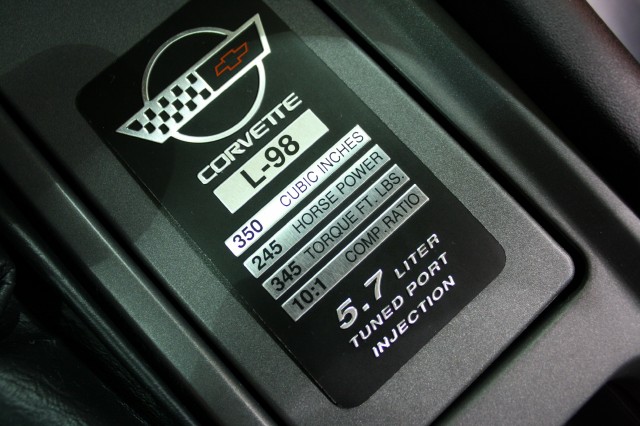 CORVETTE
L-98
350 CUBIC INCHES
245 HORSE POWER
345 TORQUE FT. LBS.
10:1 COMP. RATIO
5.7 LITER
TUNED PORT
INJECTION